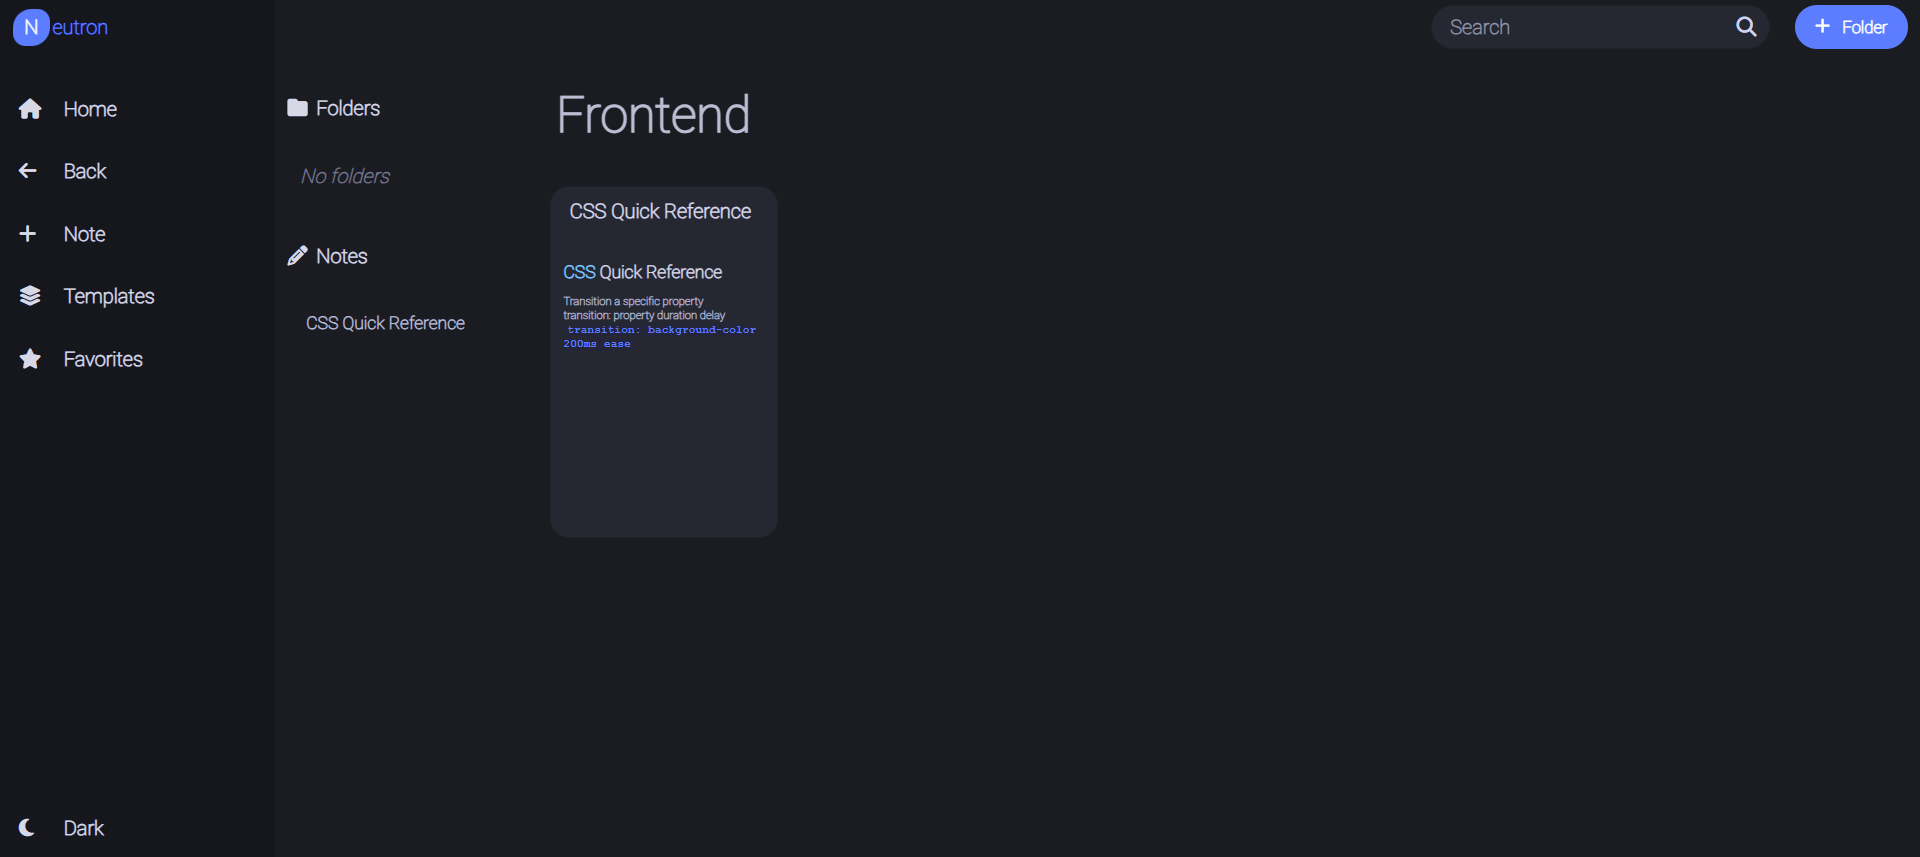 Neutron
Search
Folder
Home
Back
Note
Templates
Favorites
Dark
Folders
No folders
Notes
CSS Quick Reference
Frontend
CSS Quick Reference
CSS Quick Reference
Transition a specific property
transition: property duration delay
transition: background-color
200ms ease